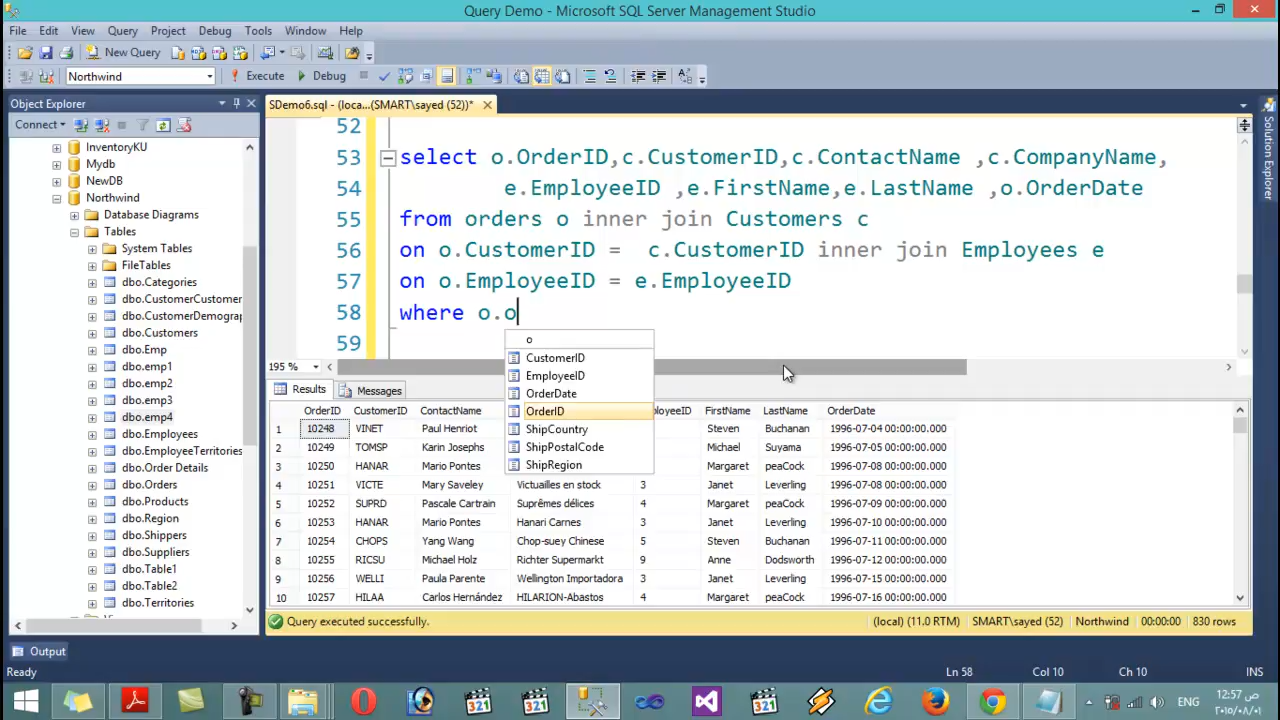 Query Demo - Microsoft SQL Server Management Studio
File Edit View Query Project Debug Tools Window Help
New Query
Northwind Execute Debug
Object Explorer
SDemo6.sql - (loca...(SMART\sayed (52))*
Solution Explorer
Connect
InventoryKU
Mydb
NewDB
Northwind
Database Diagrams
Tables
System Tables
FileTables
dbo.Categories
dbo.CustomerCustomer
dbo.CustomerDemograp
dbo.Customers
dbo.Emp
dbo.emp1
dbo.emp2
dbo.emp3
dbo.emp4
dbo.Employees
dbo.EmployeeTerritories
dbo.Order Details
dbo.Orders
dbo.Products
dbo.Region
dbo.Shippers
dbo.Suppliers
dbo.Table1
dbo.Table2
dbo.Territories
52
53 select o.OrderID,c.CustomerID,c.ContactName ,c.CompanyName,
54 e.EmployeeID ,e.FirstName,e.LastName ,o.OrderDate
55 from orders o inner join Customers c
56 on o.CustomerID = c.CustomerID inner join Employees e
57 on o.EmployeeID = e.EmployeeID
58 where o.o
59
o
CustomerID
EmployeeID
OrderDate
OrderID
ShipCountry
ShipPostalCode
ShipRegion
195 %
Results Messages
OrderID CustomerID ContactName loyeeID FirstName LastName OrderDate
1 10248 VINET Paul Henriot Steven Buchanan 1996-07-04 00:00:00.000
2 10249 TOMSP Karin Josephs Michael Suyama 1996-07-05 00:00:00.000
3 10250 HANAR Mario Pontes Margaret peaCock 1996-07-08 00:00:00.000
4 10251 VICTE Mary Saveley Victuailles en stock 3 Janet Leverling 1996-07-08 00:00:00.000
5 10252 SUPRD Pascale Cartrain Suprêmes délices 4 Margaret peaCock 1996-07-09 00:00:00.000
6 10253 HANAR Mario Pontes Hanari Carnes 3 Janet Leverling 1996-07-10 00:00:00.000
7 10254 CHOPS Yang Wang Chop-suey Chinese 5 Steven Buchanan 1996-07-11 00:00:00.000
8 10255 RICSU Michael Holz Richter Supermarkt 9 Anne Dodsworth 1996-07-12 00:00:00.000
9 10256 WELLI Paula Parente Wellington Importadora 3 Janet Leverling 1996-07-15 00:00:00.000
10 10257 HILAA Carlos Hernández HILARION-Abastos 4 Margaret peaCock 1996-07-16 00:00:00.000
Query executed successfully. (local) (11.0 RTM) SMART\sayed (52) Northwind 00:00:00 830 rows
Output
Ready Ln 58 Col 10 Ch 10 INS
321 321 321 ENG
12:57 ص
٢٠١٥/٠٨/٠١